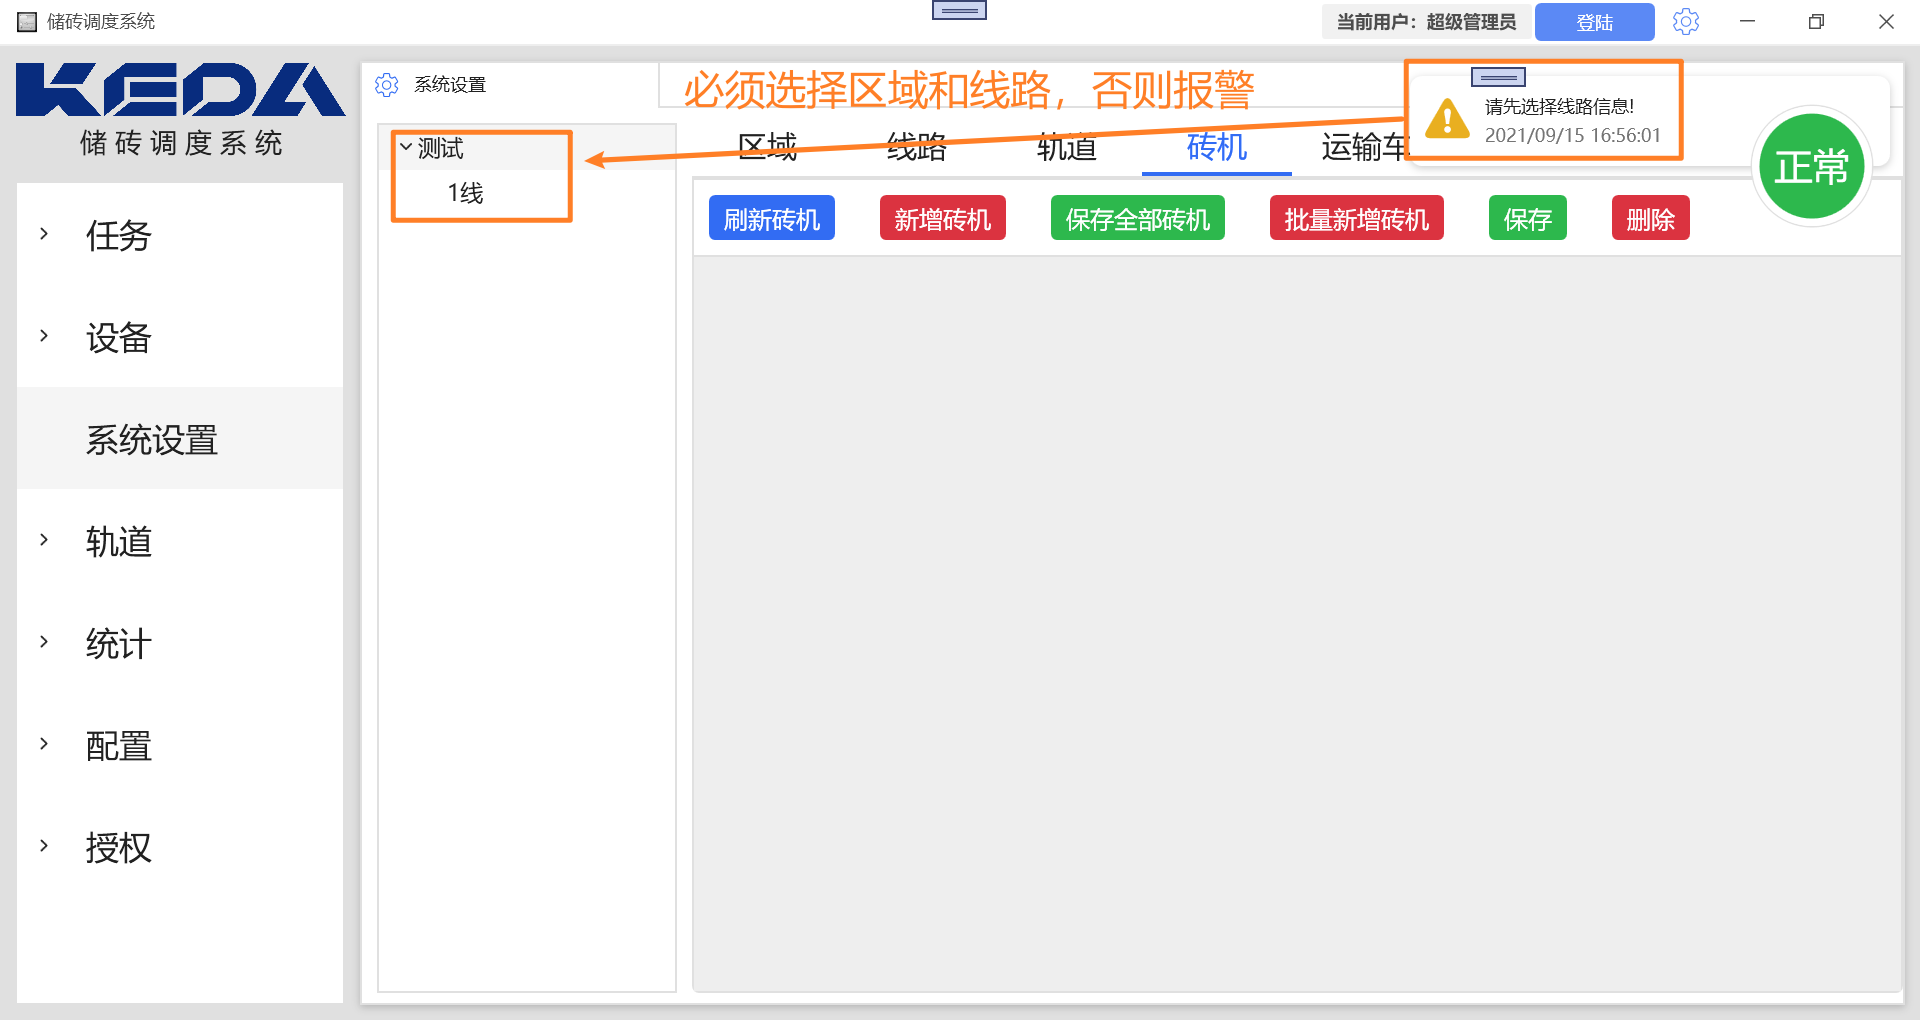 储砖调度系统
当前用户：超级管理员
登陆
KEDA
储砖调度系统
任务
设备
系统设置
轨道
统计
配置
授权
系统设置
必须选择区域和线路，否则报警
请先选择线路信息!
2021/09/15 16:56:01
正常
测试
1线
区域
线路
轨道
砖机
运输车
刷新砖机
新增砖机
保存全部砖机
批量新增砖机
保存
删除